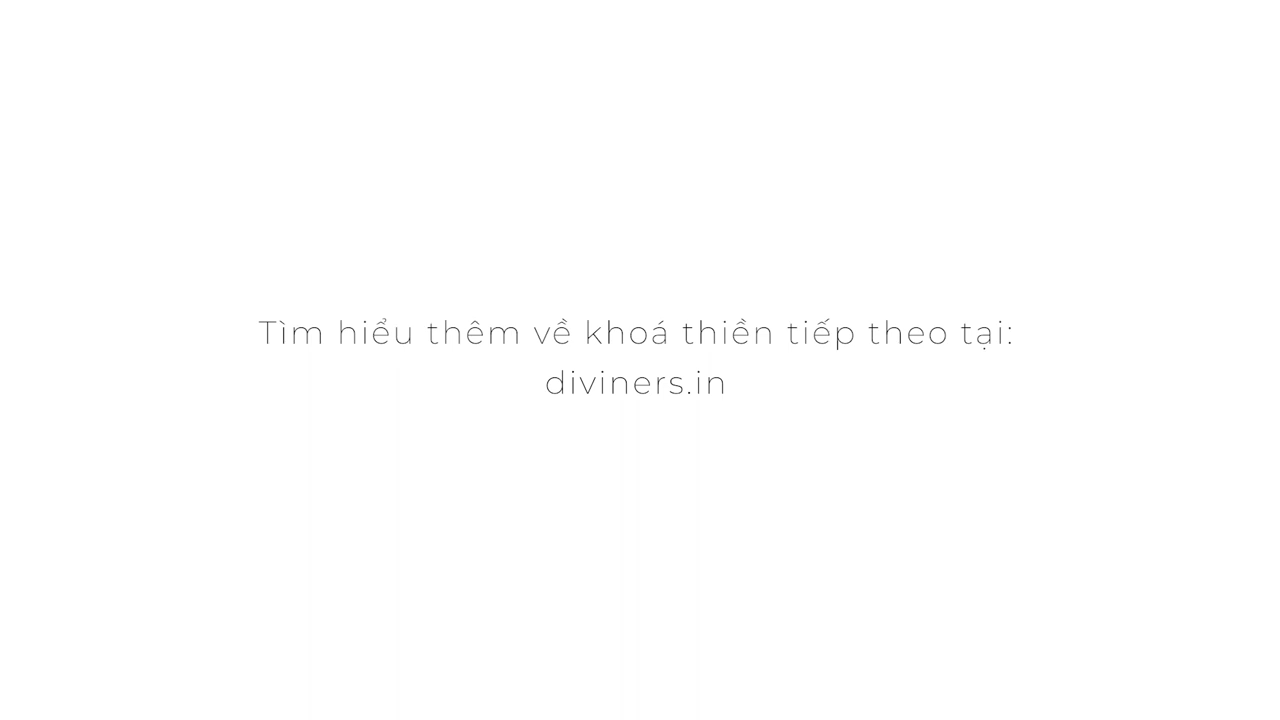 Tìm hiểu thêm về khoá thiền tiếp theo tại:
diviners.in